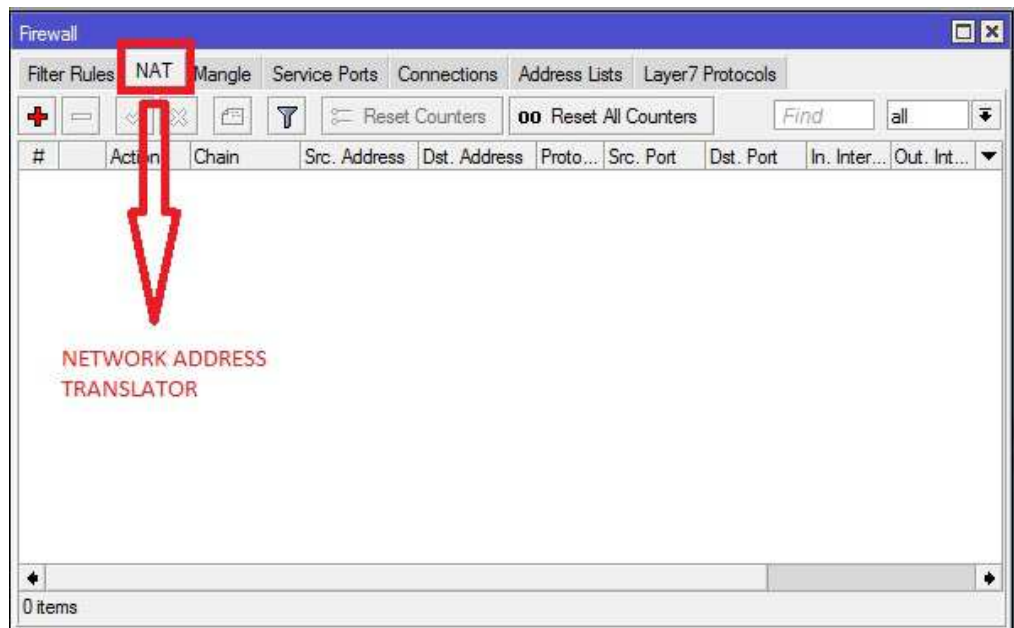 Firewall
Filter Rules NAT Mangle Service Ports Connections Address Lists Layer7 Protocols
Reset Counters 00 Reset All Counters Find all
# Action Chain Src. Address Dst. Address Proto... Src. Port Dst. Port In. Inter... Out. Int...
NETWORK ADDRESS
TRANSLATOR
0 items